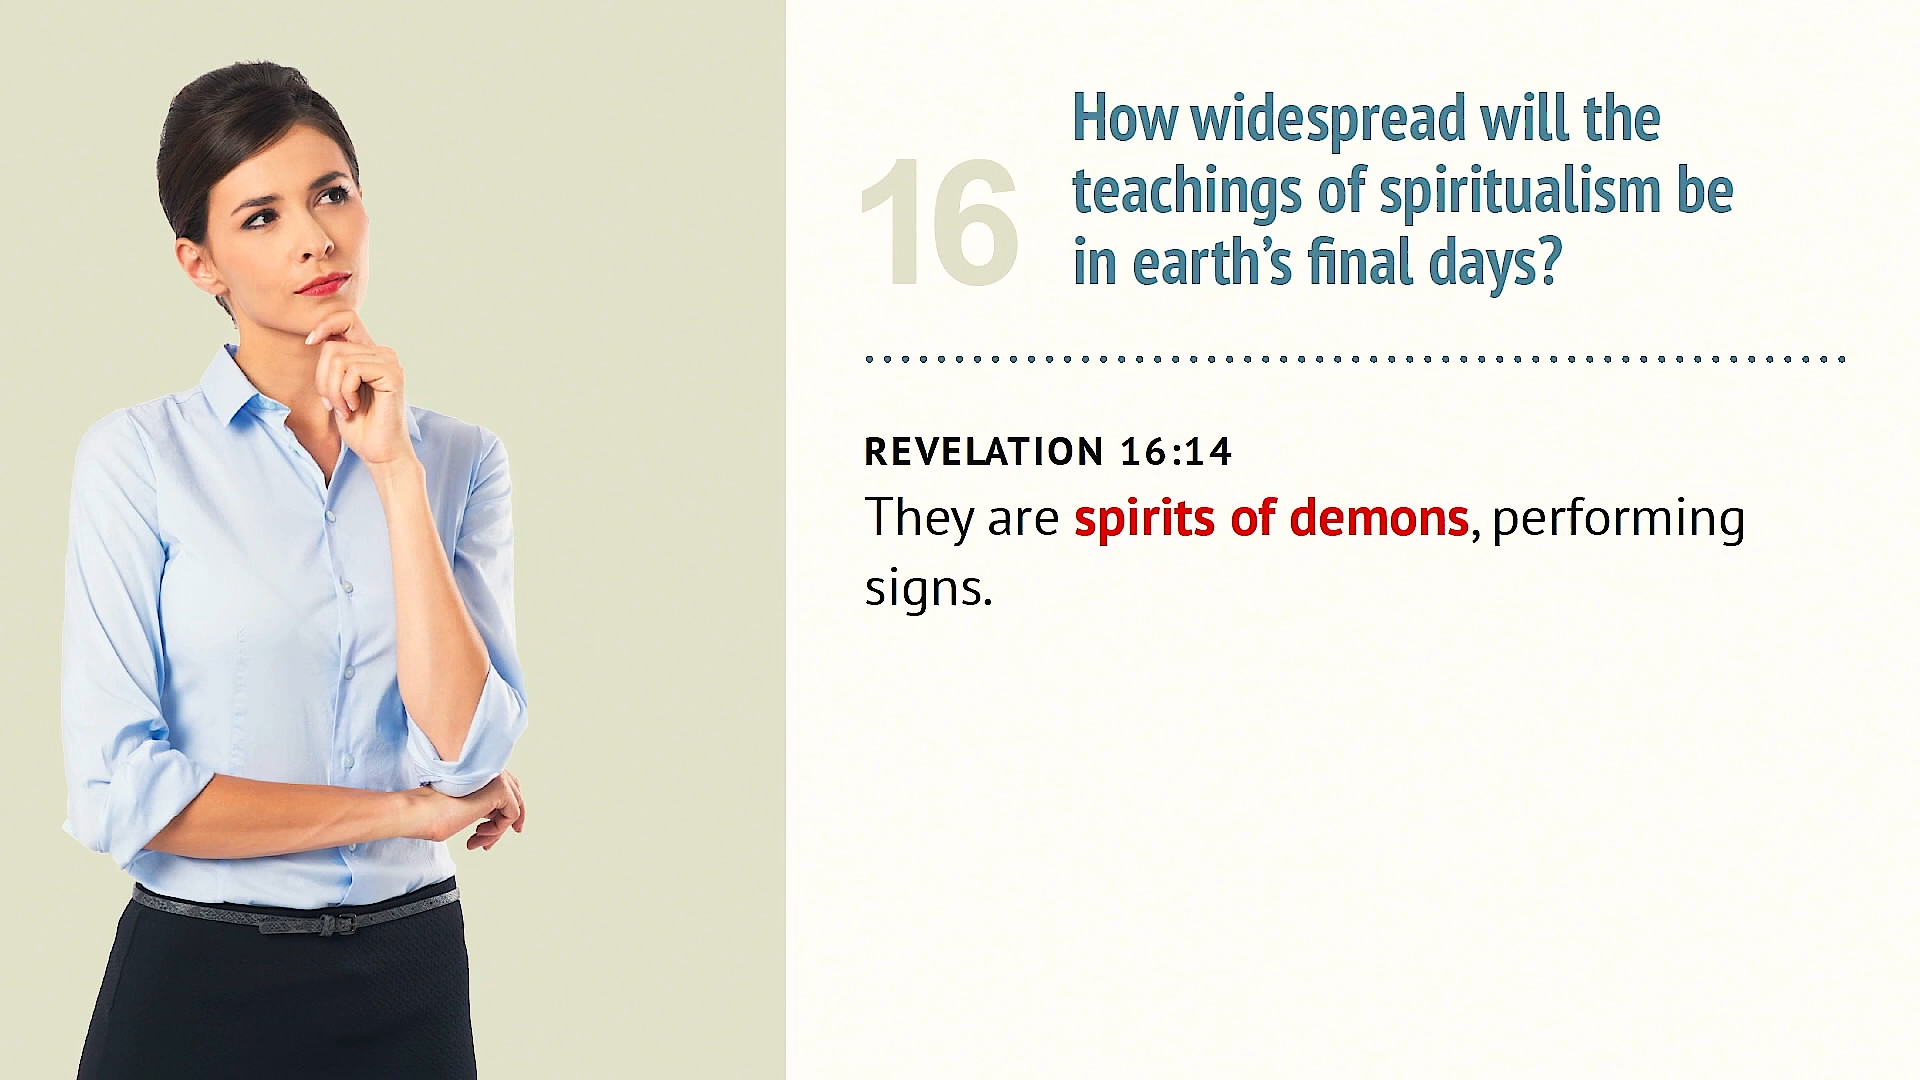 16
How widespread will the
teachings of spiritualism be
in earth’s final days?
REVELATION 16:14
They are spirits of demons, performing
signs.